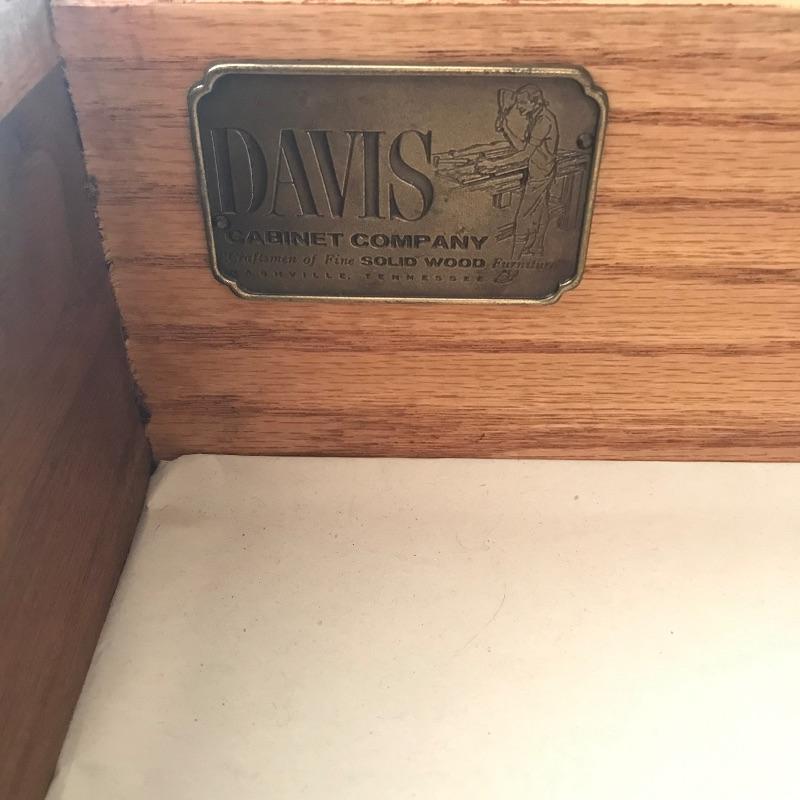 DAVIS
CABINET COMPANY
Craftsmen of Fine SOLID WOOD Furniture
NASHVILLE, TENNESSEE